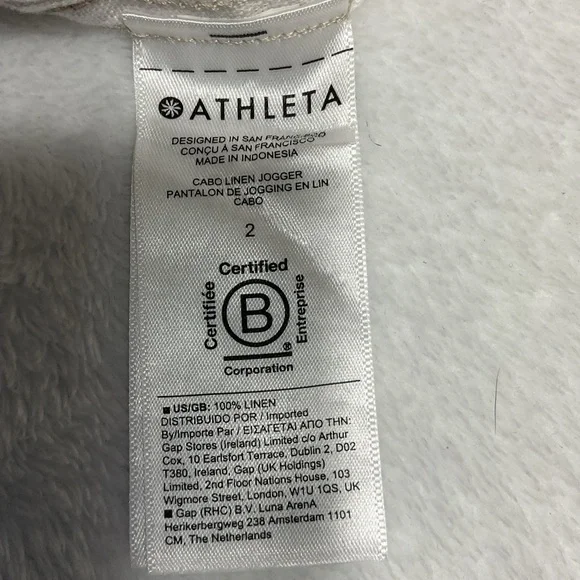 ATHLETA
DESIGNED IN SAN FRANCISCO
CONÇU À SAN FRANCISCO
MADE IN INDONESIA
CABO LINEN JOGGER
PANTALON DE JOGGING EN LIN
CABO
2
Certified
Certifiée
B
Entreprise
®
Corporation
■ US/GB: 100% LINEN
DISTRIBUIDO POR / Imported
By/Importe Par / ΕΙΣΑΓΕΤΑΙ ΑΠΟ ΤΗΝ:
Gap Stores (Ireland) Limited c/o Arthur
Cox, 10 Earlsfort Terrace, Dublin 2, D02
T380, Ireland, Gap (UK Holdings)
Limited, 2nd Floor Nations House, 103
Wigmore Street, London, W1U 1QS, UK
■ Gap (RHC) B.V. Luna ArenA
Herikerbergweg 238 Amsterdam 1101
CM, The Netherlands